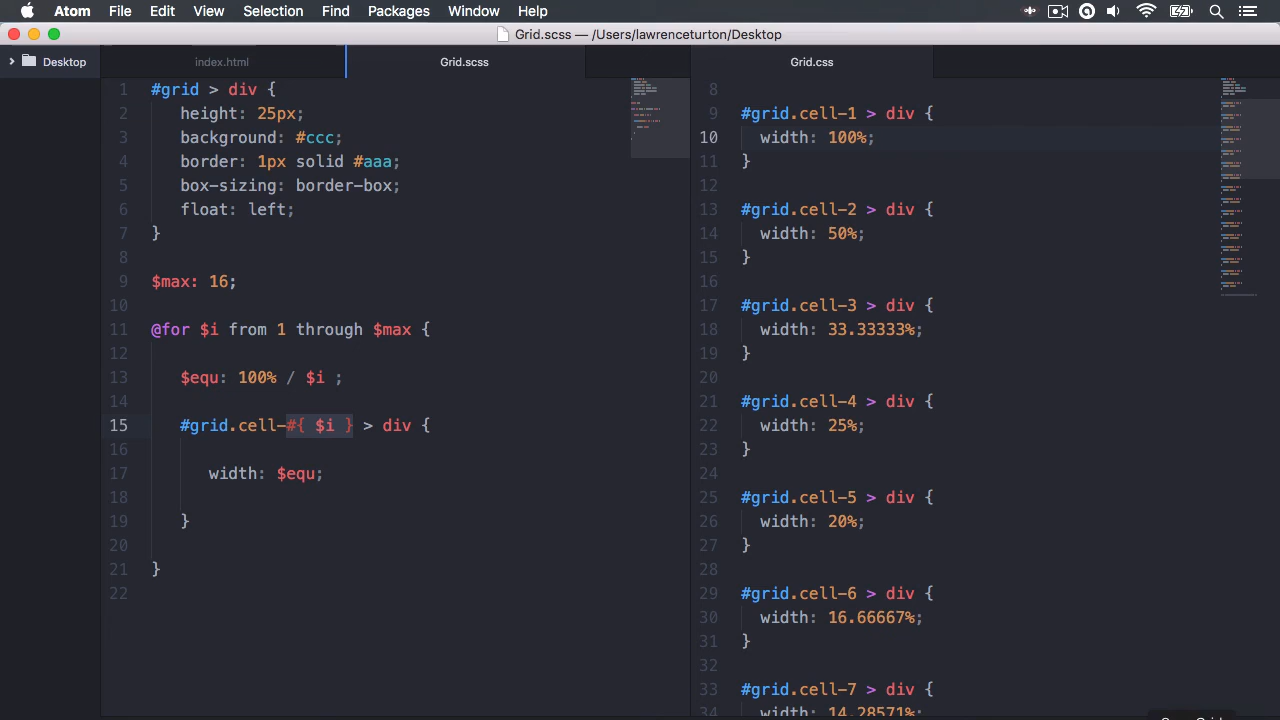 Atom File Edit View Selection Find Packages Window Help
Grid.scss — /Users/lawrenceturton/Desktop
Desktop
index.html
Grid.scss
Grid.css
1 #grid > div {
2 height: 25px;
3 background: #ccc;
4 border: 1px solid #aaa;
5 box-sizing: border-box;
6 float: left;
7 }
8
9 $max: 16;
10
11 @for $i from 1 through $max {
12
13 $equ: 100% / $i ;
14
15 #grid.cell-#{ $i } > div {
16
17 width: $equ;
18
19 }
20
21 }
22
8
9 #grid.cell-1 > div {
10 width: 100%;
11 }
12
13 #grid.cell-2 > div {
14 width: 50%;
15 }
16
17 #grid.cell-3 > div {
18 width: 33.33333%;
19 }
20
21 #grid.cell-4 > div {
22 width: 25%;
23 }
24
25 #grid.cell-5 > div {
26 width: 20%;
27 }
28
29 #grid.cell-6 > div {
30 width: 16.66667%;
31 }
32
33 #grid.cell-7 > div {
34 width: 14.28571%;